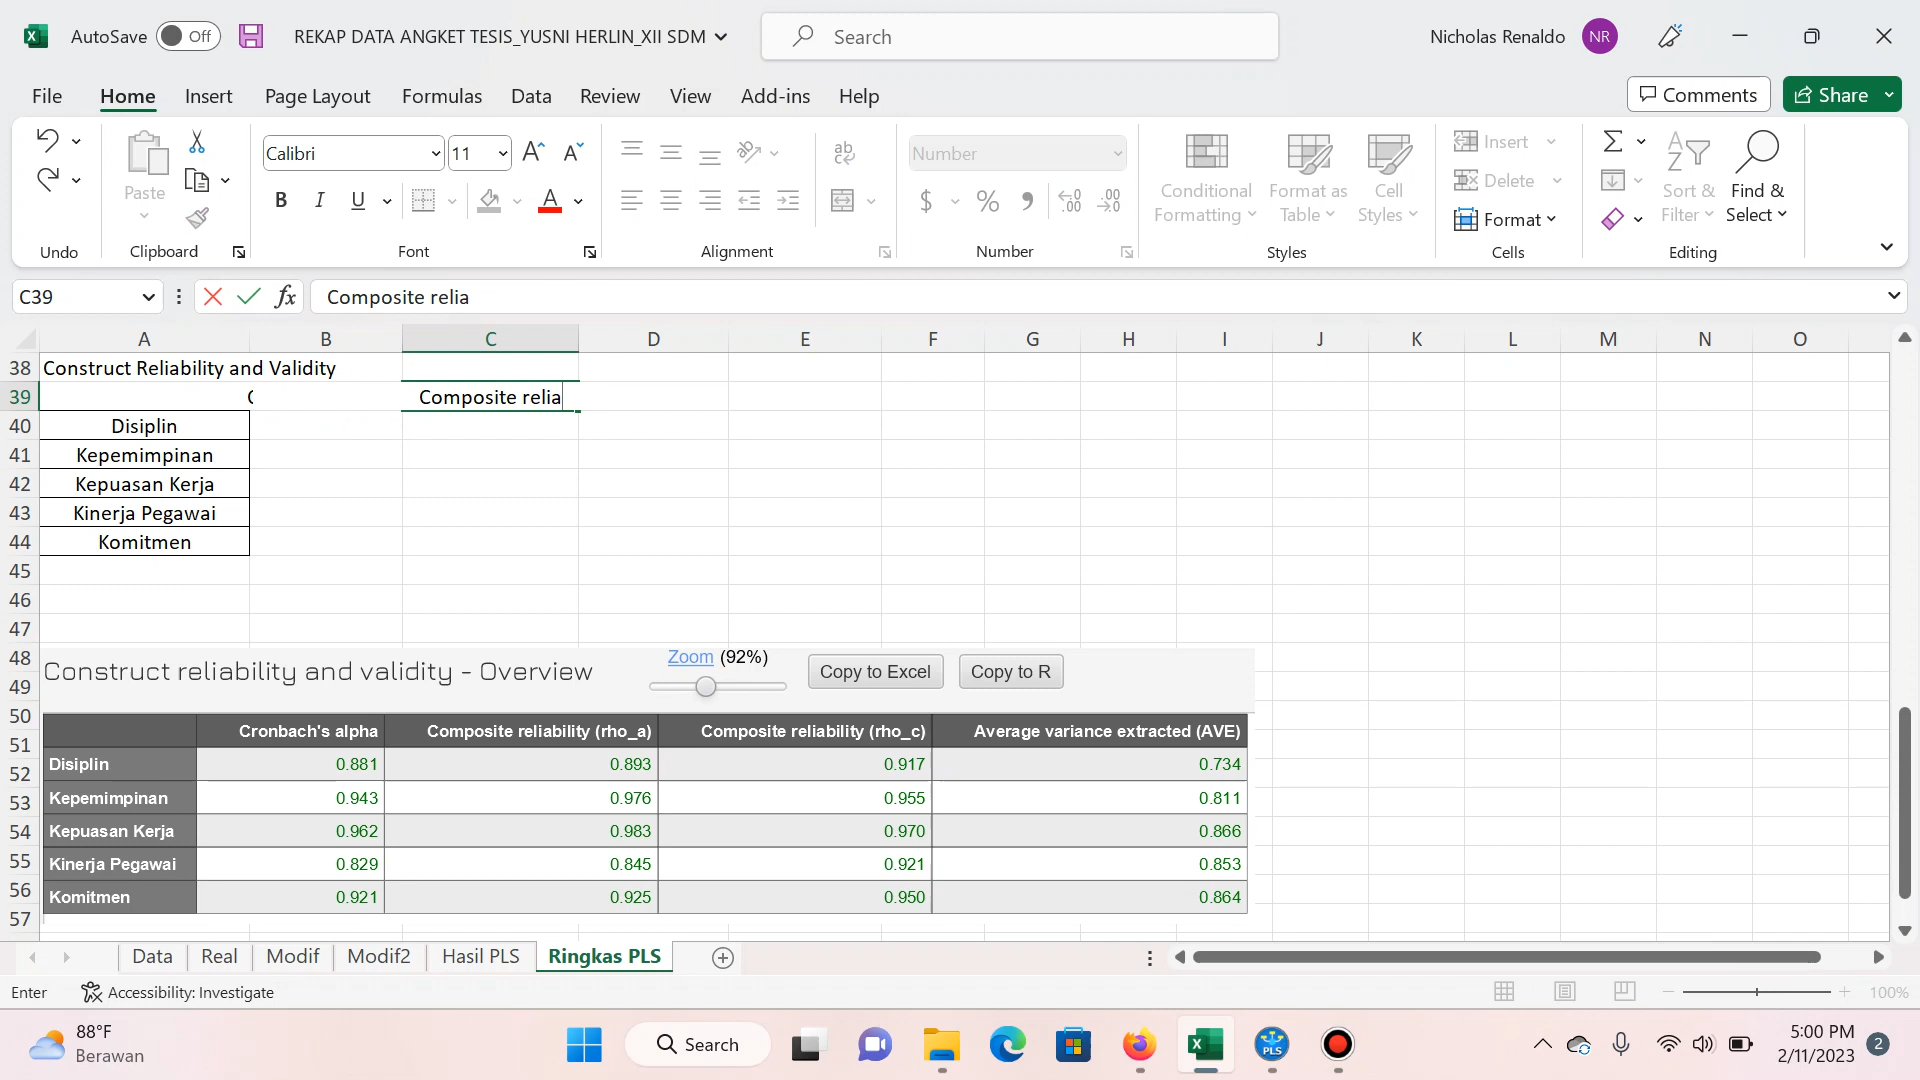 AutoSave Off REKAP DATA ANGKET TESIS_YUSNI HERLIN_XII SDM Search Nicholas Renaldo NR
File Home Insert Page Layout Formulas Data Review View Add-ins Help Comments Share
Paste
Calibri 11
B I U
ab
Number
$ %
Conditional Formatting
Format as Table
Cell Styles
Insert
Delete
Format
Sort & Filter
Find & Select
Undo Clipboard Font Alignment Number Styles Cells Editing
C39 fx Composite relia
A B C D E F G H I J K L M N O
38 Construct Reliability and Validity
39 Composite relia
40 Disiplin
41 Kepemimpinan
42 Kepuasan Kerja
43 Kinerja Pegawai
44 Komitmen
45
46
47
48
49
50
51
52
53
54
55
56
57
Construct reliability and validity - Overview Zoom (92%) Copy to Excel Copy to R
Cronbach's alpha Composite reliability (rho_a) Composite reliability (rho_c) Average variance extracted (AVE)
Disiplin 0.881 0.893 0.917 0.734
Kepemimpinan 0.943 0.976 0.955 0.811
Kepuasan Kerja 0.962 0.983 0.970 0.866
Kinerja Pegawai 0.829 0.845 0.921 0.853
Komitmen 0.921 0.925 0.950 0.864
Data Real Modif Modif2 Hasil PLS Ringkas PLS
Enter Accessibility: Investigate 100%
88°F
Berawan
Search
PLS
5:00 PM
2/11/2023 2